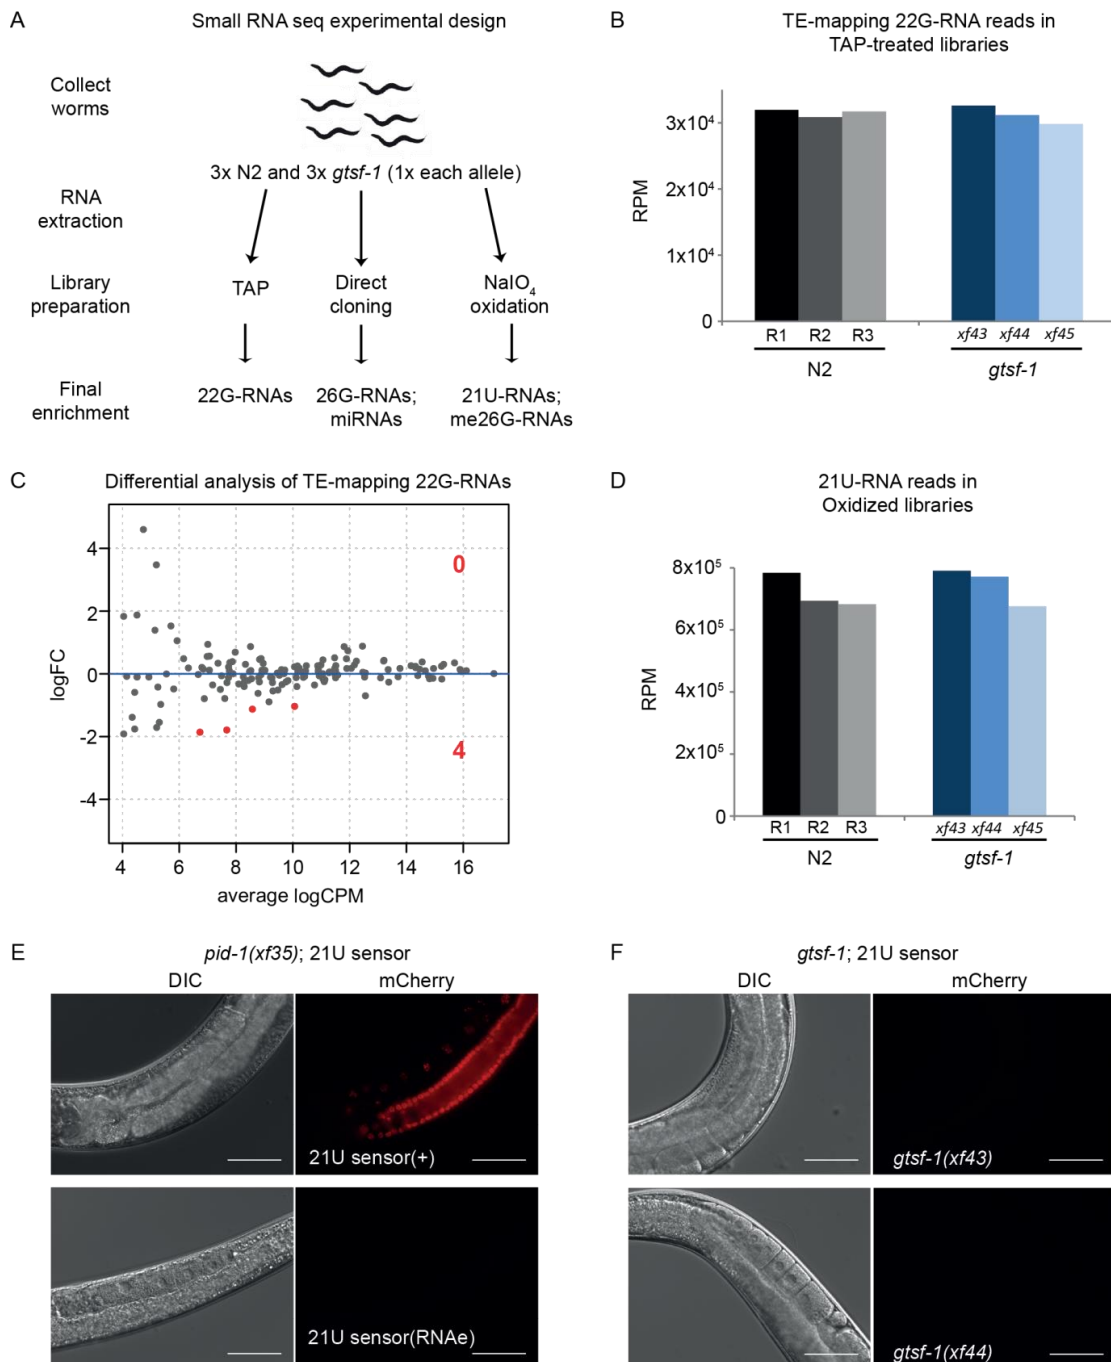 A
Small RNA seq experimental design
Collect
worms
3x N2 and 3x gtsf-1 (1x each allele)
RNA
extraction
Library
preparation
TAP
Direct
cloning
NaIO₄
oxidation
Final
enrichment
22G-RNAs
26G-RNAs;
miRNAs
21U-RNAs;
me26G-RNAs
B
TE-mapping 22G-RNA reads in
TAP-treated libraries
RPM
3x10⁴
2x10⁴
1x10⁴
0
R1 R2 R3
xf43 xf44 xf45
N2
gtsf-1
C
Differential analysis of TE-mapping 22G-RNAs
logFC
4
2
0
-2
-4
0
4
4 6 8 10 12 14 16
average logCPM
D
21U-RNA reads in
Oxidized libraries
RPM
8x10⁵
6x10⁵
4x10⁵
2x10⁵
0
R1 R2 R3
xf43 xf44 xf45
N2
gtsf-1
E
pid-1(xf35); 21U sensor
DIC
mCherry
21U sensor(+)
21U sensor(RNAe)
F
gtsf-1; 21U sensor
DIC
mCherry
gtsf-1(xf43)
gtsf-1(xf44)